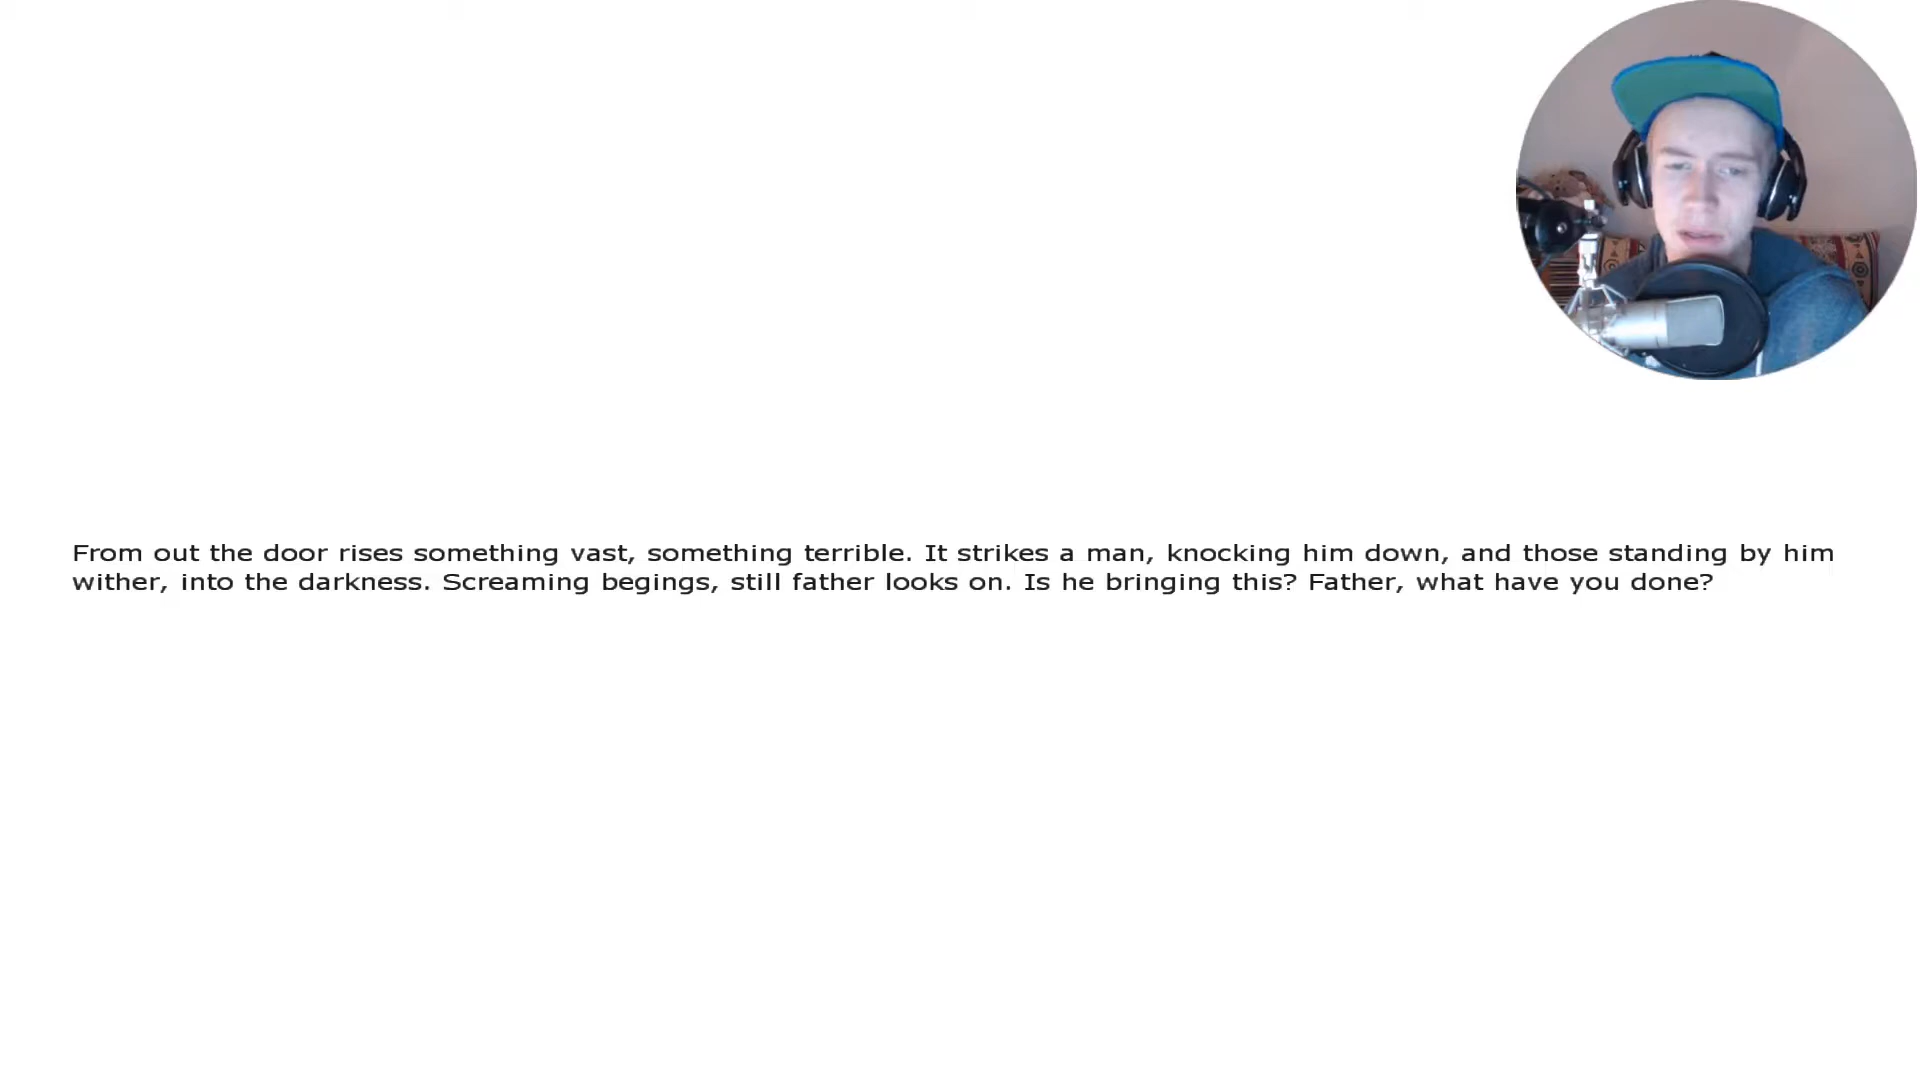 From out the door rises something vast, something terrible. It strikes a man, knocking him down, and those standing by him
wither, into the darkness. Screaming begings, still father looks on. Is he bringing this? Father, what have you done?